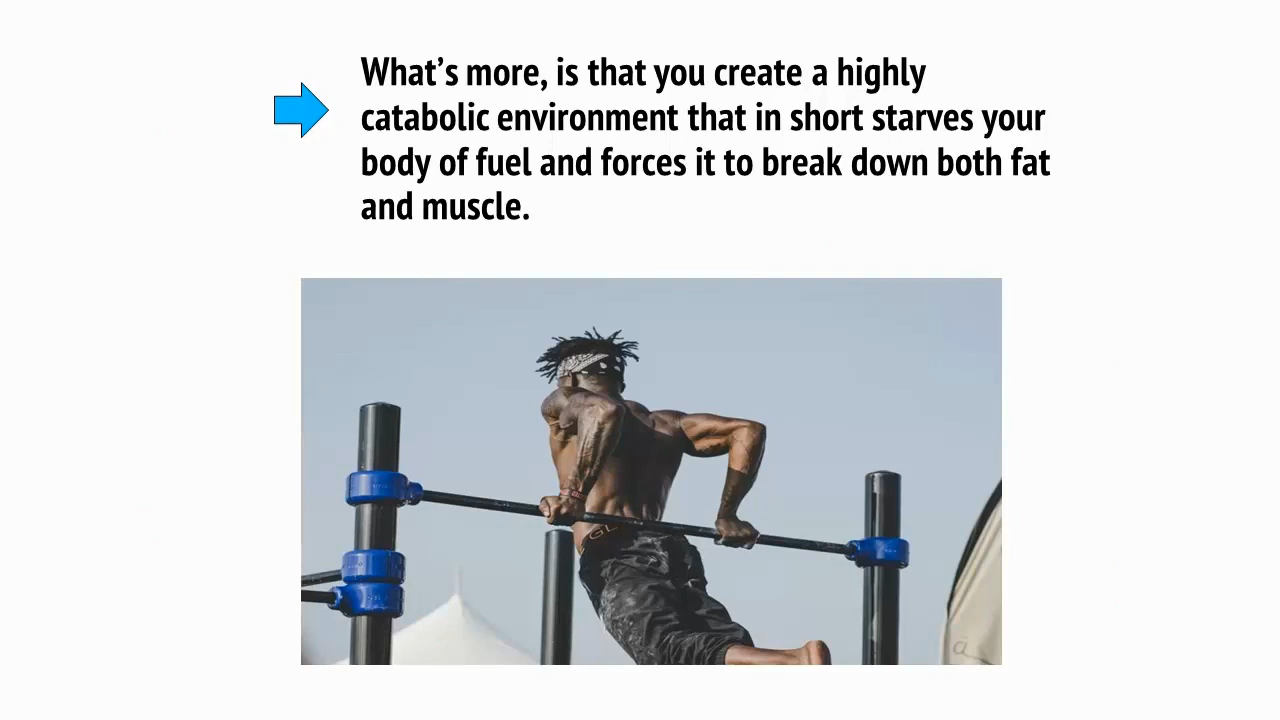 What's more, is that you create a highly
catabolic environment that in short starves your
body of fuel and forces it to break down both fat
and muscle.